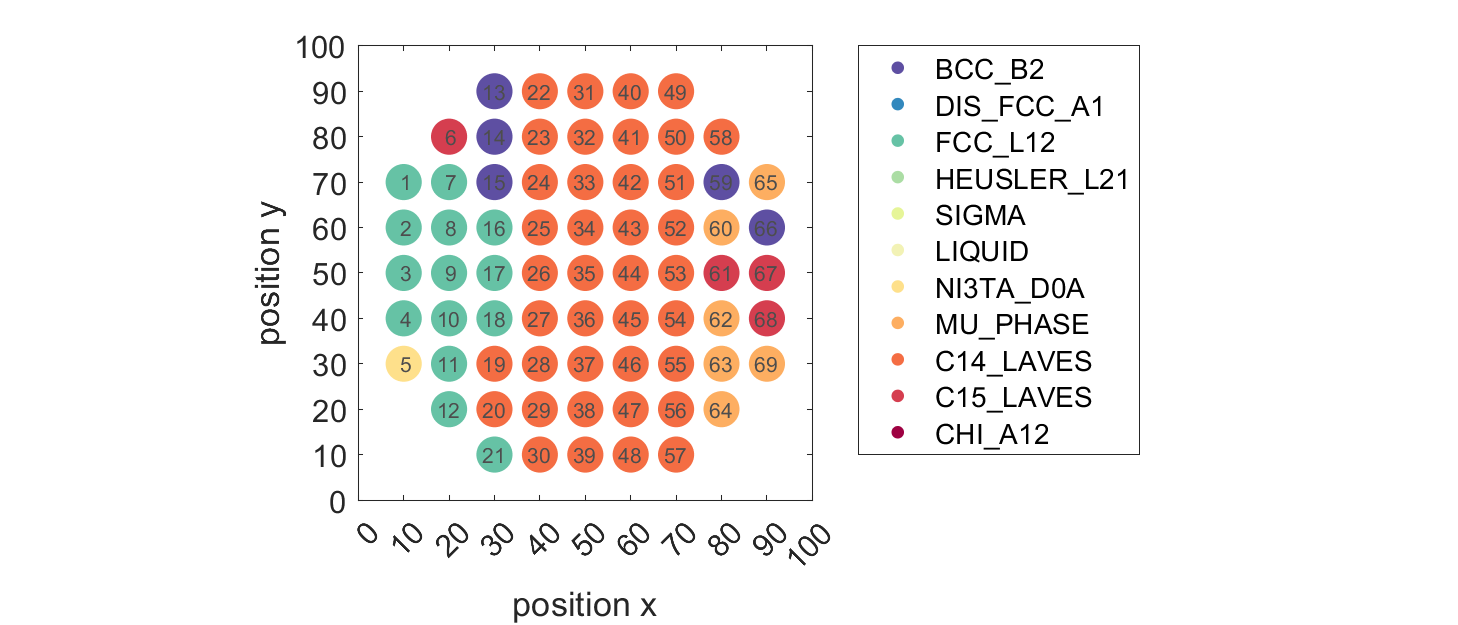 100
90
80
70
60
50
40
30
20
10
0
position y
13 22 31 40 49
6 14 23 32 41 50 58
1 7 15 24 33 42 51 59 65
2 8 16 25 34 43 52 60 66
3 9 17 26 35 44 53 61 67
4 10 18 27 36 45 54 62 68
5 11 19 28 37 46 55 63 69
12 20 29 38 47 56 64
21 30 39 48 57
0 10 20 30 40 50 60 70 80 90 100
position x
BCC_B2
DIS_FCC_A1
FCC_L12
HEUSLER_L21
SIGMA
LIQUID
NI3TA_D0A
MU_PHASE
C14_LAVES
C15_LAVES
CHI_A12